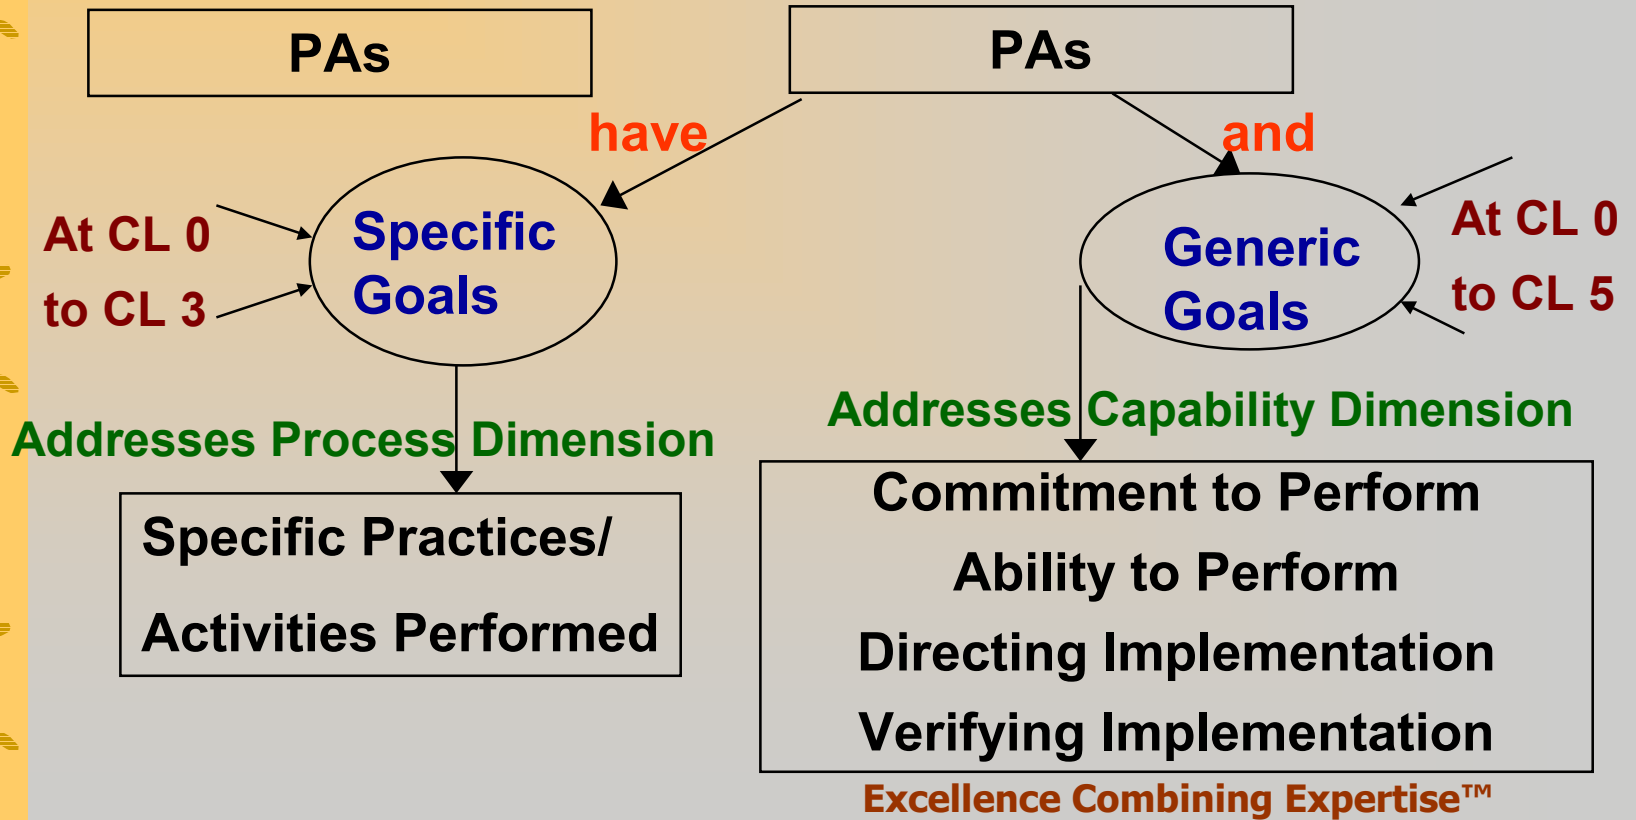 PAs
PAs
have
and
At CL 0
to CL 3
Specific
Goals
Generic
Goals
At CL 0
to CL 5
Addresses Process Dimension
Addresses Capability Dimension
Specific Practices/
Activities Performed
Commitment to Perform
Ability to Perform
Directing Implementation
Verifying Implementation
Excellence Combining Expertise™